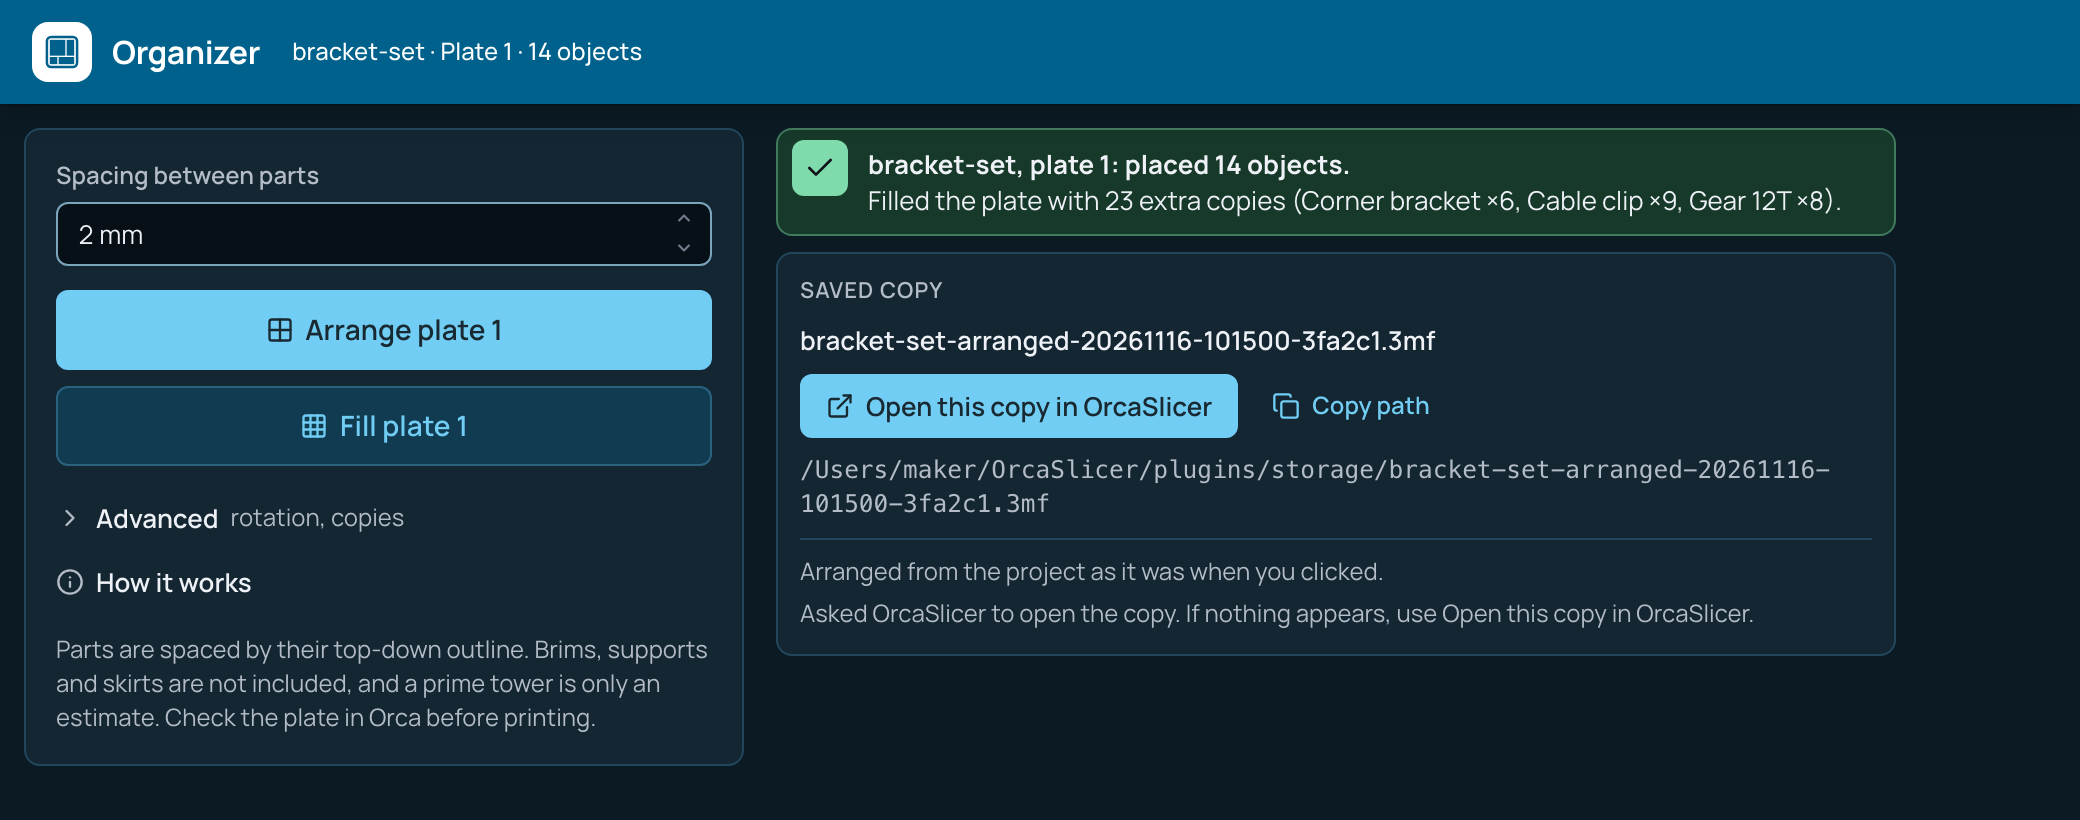 Organizer
bracket-set · Plate 1 · 14 objects
Spacing between parts
2 mm
Arrange plate 1
Fill plate 1
Advanced rotation, copies
How it works
Parts are spaced by their top-down outline. Brims, supports
and skirts are not included, and a prime tower is only an
estimate. Check the plate in Orca before printing.
bracket-set, plate 1: placed 14 objects.
Filled the plate with 23 extra copies (Corner bracket ×6, Cable clip ×9, Gear 12T ×8).
SAVED COPY
bracket-set-arranged-20261116-101500-3fa2c1.3mf
Open this copy in OrcaSlicer
Copy path
/Users/maker/OrcaSlicer/plugins/storage/bracket-set-arranged-20261116-
101500-3fa2c1.3mf
Arranged from the project as it was when you clicked.
Asked OrcaSlicer to open the copy. If nothing appears, use Open this copy in OrcaSlicer.